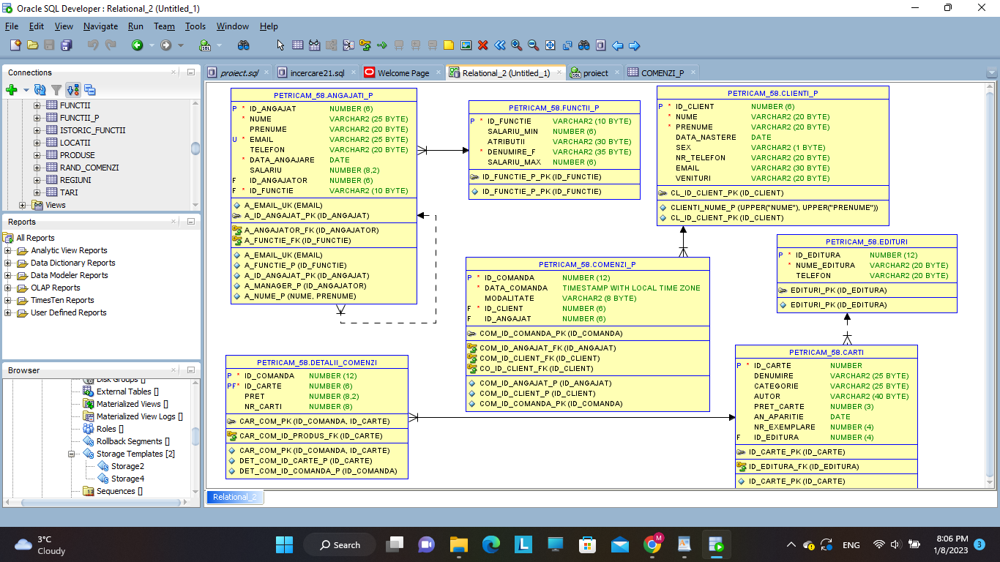 Oracle SQL Developer : Relational_2 (Untitled_1)
File Edit View Navigate Run Team Tools Window Help
Connections
FUNCTII
FUNCTII_P
ISTORIC_FUNCTII
LOCATII
PRODUSE
RAND_COMENZI
REGIUNI
TARI
Views
Reports
All Reports
Analytic View Reports
Data Dictionary Reports
Data Modeler Reports
OLAP Reports
TimesTen Reports
User Defined Reports
Browser
Disk Groups []
External Tables []
Materialized Views []
Materialized View Logs []
Roles []
Rollback Segments []
Storage Templates [2]
Storage2
Storage4
Sequences []
proiect.sql incercare21.sql Welcome Page Relational_2 (Untitled_1) proiect COMENZI_P
PETRICAM_58.ANGAJATI_P
P * ID_ANGAJAT NUMBER (6)
* NUME VARCHAR2 (25 BYTE)
PRENUME VARCHAR2 (20 BYTE)
U * EMAIL VARCHAR2 (25 BYTE)
TELEFON VARCHAR2 (20 BYTE)
* DATA_ANGAJARE DATE
SALARIU NUMBER (8,2)
F ID_ANGAJATOR NUMBER (6)
F * ID_FUNCTIE VARCHAR2 (10 BYTE)
A_EMAIL_UK (EMAIL)
A_ID_ANGAJAT_PK (ID_ANGAJAT)
A_ANGAJATOR_FK (ID_ANGAJATOR)
A_FUNCTIE_FK (ID_FUNCTIE)
A_EMAIL_UK (EMAIL)
A_FUNCTIE_P (ID_FUNCTIE)
A_ID_ANGAJAT_PK (ID_ANGAJAT)
A_MANAGER_P (ID_ANGAJATOR)
A_NUME_P (NUME, PRENUME)
PETRICAM_58.FUNCTII_P
P * ID_FUNCTIE VARCHAR2 (10 BYTE)
SALARIU_MIN NUMBER (6)
ATRIBUTII VARCHAR2 (30 BYTE)
* DENUMIRE_F VARCHAR2 (35 BYTE)
SALARIU_MAX NUMBER (6)
ID_FUNCTIE_P_PK (ID_FUNCTIE)
ID_FUNCTIE_P_PK (ID_FUNCTIE)
PETRICAM_58.CLIENTI_P
P * ID_CLIENT NUMBER (6)
* NUME VARCHAR2 (20 BYTE)
* PRENUME VARCHAR2 (20 BYTE)
DATA_NASTERE DATE
SEX VARCHAR2 (1 BYTE)
NR_TELEFON VARCHAR2 (20 BYTE)
EMAIL VARCHAR2 (30 BYTE)
VENITURI VARCHAR2 (20 BYTE)
CL_ID_CLIENT_PK (ID_CLIENT)
CLIENTI_NUME_P (UPPER("NUME"), UPPER("PRENUME"))
CL_ID_CLIENT_PK (ID_CLIENT)
PETRICAM_58.EDITURI
P * ID_EDITURA NUMBER (12)
* NUME_EDITURA VARCHAR2 (20 BYTE)
TELEFON VARCHAR2 (20 BYTE)
EDITURI_PK (ID_EDITURA)
EDITURI_PK (ID_EDITURA)
PETRICAM_58.COMENZI_P
P * ID_COMANDA NUMBER (12)
* DATA_COMANDA TIMESTAMP WITH LOCAL TIME ZONE
MODALITATE VARCHAR2 (8 BYTE)
F * ID_CLIENT NUMBER (6)
F ID_ANGAJAT NUMBER (6)
COM_ID_COMANDA_PK (ID_COMANDA)
COM_ID_ANGAJAT_FK (ID_ANGAJAT)
COM_ID_CLIENT_FK (ID_CLIENT)
CO_ID_CLIENT_FK (ID_CLIENT)
COM_ID_ANGAJAT_P (ID_ANGAJAT)
COM_ID_CLIENT_P (ID_CLIENT)
COM_ID_COMANDA_PK (ID_COMANDA)
PETRICAM_58.DETALII_COMENZI
P * ID_COMANDA NUMBER (12)
PF* ID_CARTE NUMBER (6)
PRET NUMBER (8,2)
NR_CARTI NUMBER (8)
CAR_COM_PK (ID_COMANDA, ID_CARTE)
CAR_COM_ID_PRODUS_FK (ID_CARTE)
CAR_COM_PK (ID_COMANDA, ID_CARTE)
DET_COM_ID_CARTE_P (ID_CARTE)
DET_COM_ID_COMANDA_P (ID_COMANDA)
PETRICAM_58.CARTI
P * ID_CARTE NUMBER
DENUMIRE VARCHAR2 (25 BYTE)
CATEGORIE VARCHAR2 (25 BYTE)
AUTOR VARCHAR2 (40 BYTE)
PRET_CARTE NUMBER (3)
AN_APARITIE DATE
NR_EXEMPLARE NUMBER (4)
F ID_EDITURA NUMBER (4)
ID_CARTE_PK (ID_CARTE)
ID_EDITURA_FK (ID_EDITURA)
ID_CARTE_PK (ID_CARTE)
Relational_2
3°C
Cloudy
Search
L
M
ENG
8:06 PM
1/8/2023
3